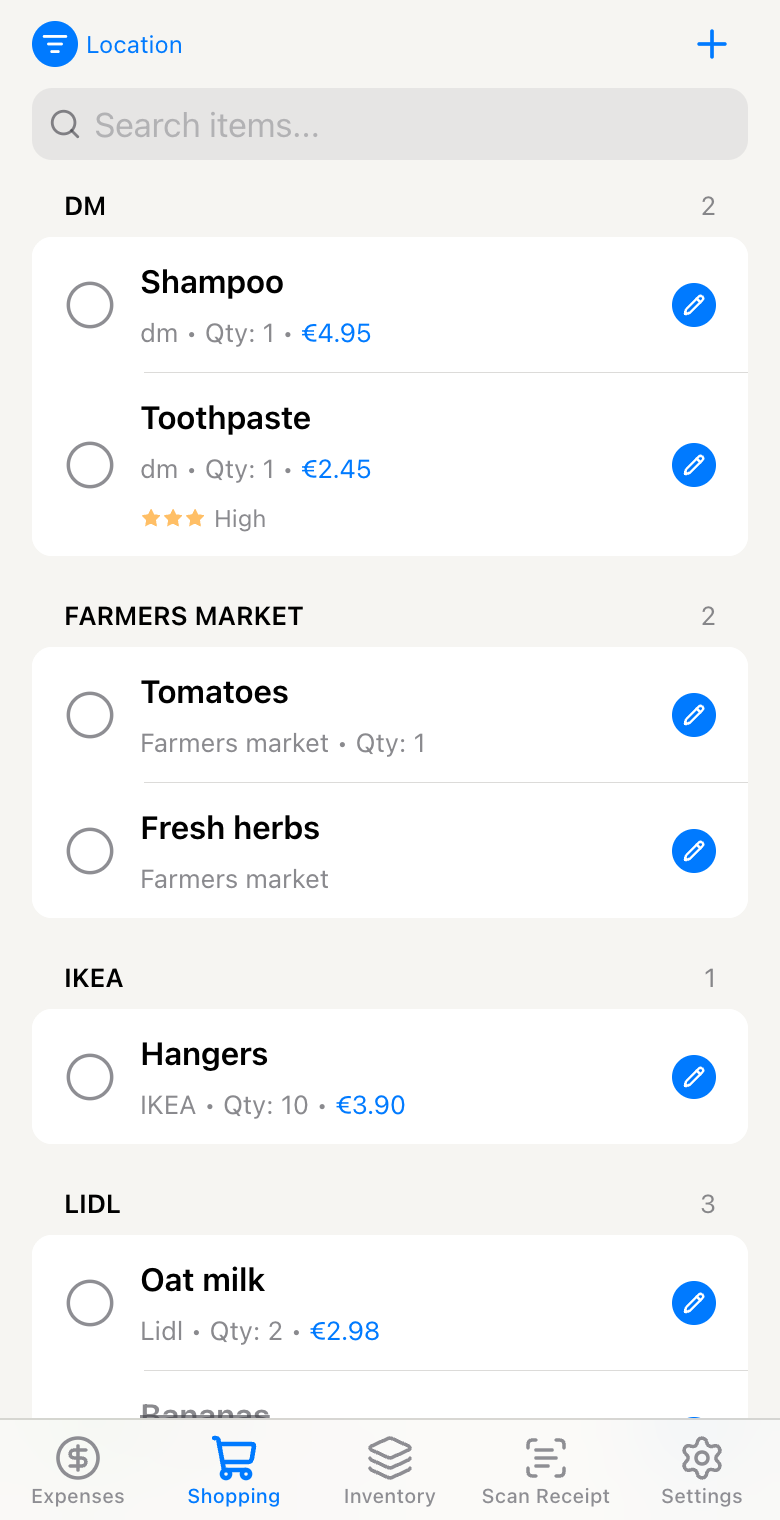 Location
Search items...
DM 2
Shampoo
dm • Qty: 1 • €4.95
Toothpaste
dm • Qty: 1 • €2.45
High
FARMERS MARKET 2
Tomatoes
Farmers market • Qty: 1
Fresh herbs
Farmers market
IKEA 1
Hangers
IKEA • Qty: 10 • €3.90
LIDL 3
Oat milk
Lidl • Qty: 2 • €2.98
Bananas
Expenses Shopping Inventory Scan Receipt Settings